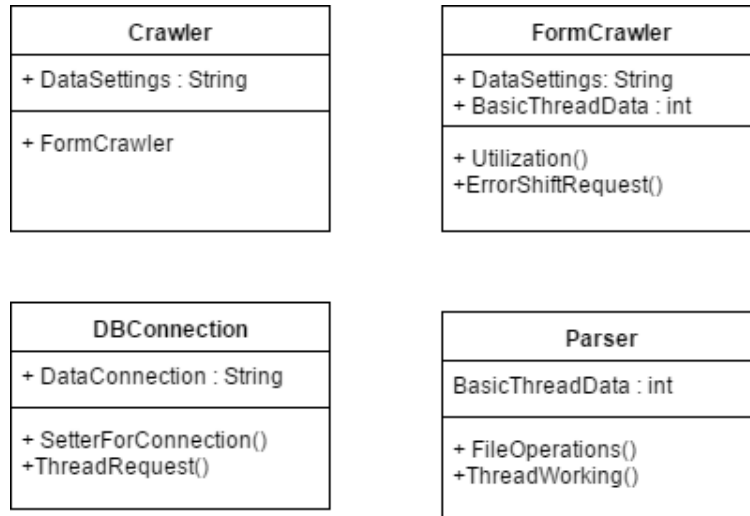 Crawler
+ DataSettings : String
+ FormCrawler
FormCrawler
+ DataSettings: String
+ BasicThreadData : int
+ Utilization()
+ErrorShiftRequest()
DBConnection
+ DataConnection : String
+ SetterForConnection()
+ThreadRequest()
Parser
BasicThreadData : int
+ FileOperations()
+ThreadWorking()